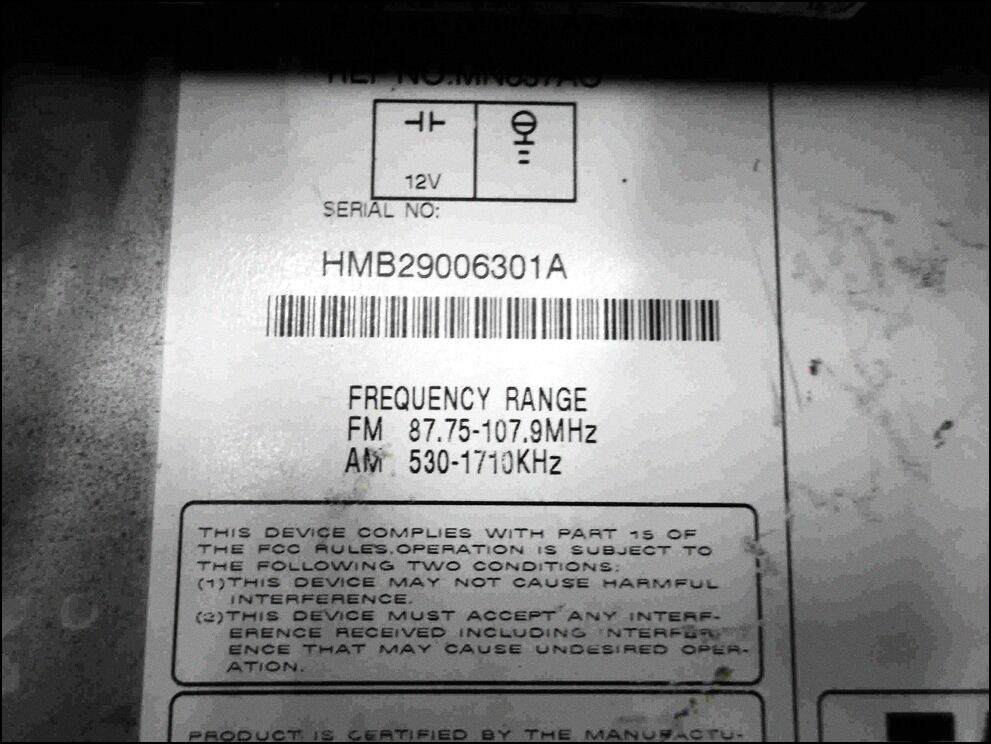 REF NO:MN857A0
12V
SERIAL NO:
HMB29006301A
FREQUENCY RANGE
FM 87.75-107.9MHz
AM 530-1710KHz
THIS DEVICE COMPLIES WITH PART 15 OF
THE FCC RULES.OPERATION IS SUBJECT TO
THE FOLLOWING TWO CONDITIONS:
(1)THIS DEVICE MAY NOT CAUSE HARMFUL
INTERFERENCE.
(2)THIS DEVICE MUST ACCEPT ANY INTERF-
ERENCE RECEIVED INCLUDING INTERFER-
ENCE THAT MAY CAUSE UNDESIRED OPER-
ATION.
PRODUCT IS CERTIFIED BY THE MANUFACTU-